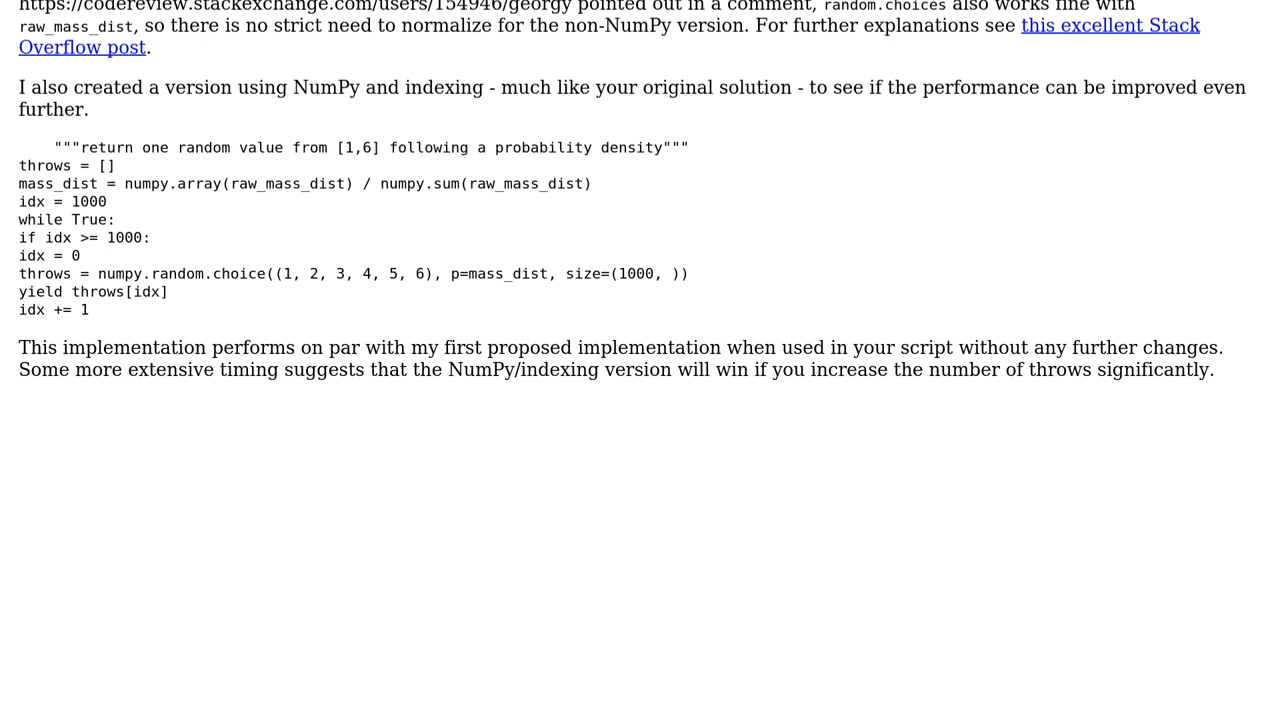 https://codereview.stackexchange.com/users/154946/georgy pointed out in a comment, random.choices also works fine with
raw_mass_dist, so there is no strict need to normalize for the non-NumPy version. For further explanations see this excellent Stack
Overflow post.
I also created a version using NumPy and indexing - much like your original solution - to see if the performance can be improved even
further.
    """return one random value from [1,6] following a probability density"""
throws = []
mass_dist = numpy.array(raw_mass_dist) / numpy.sum(raw_mass_dist)
idx = 1000
while True:
if idx >= 1000:
idx = 0
throws = numpy.random.choice((1, 2, 3, 4, 5, 6), p=mass_dist, size=(1000, ))
yield throws[idx]
idx += 1
This implementation performs on par with my first proposed implementation when used in your script without any further changes.
Some more extensive timing suggests that the NumPy/indexing version will win if you increase the number of throws significantly.